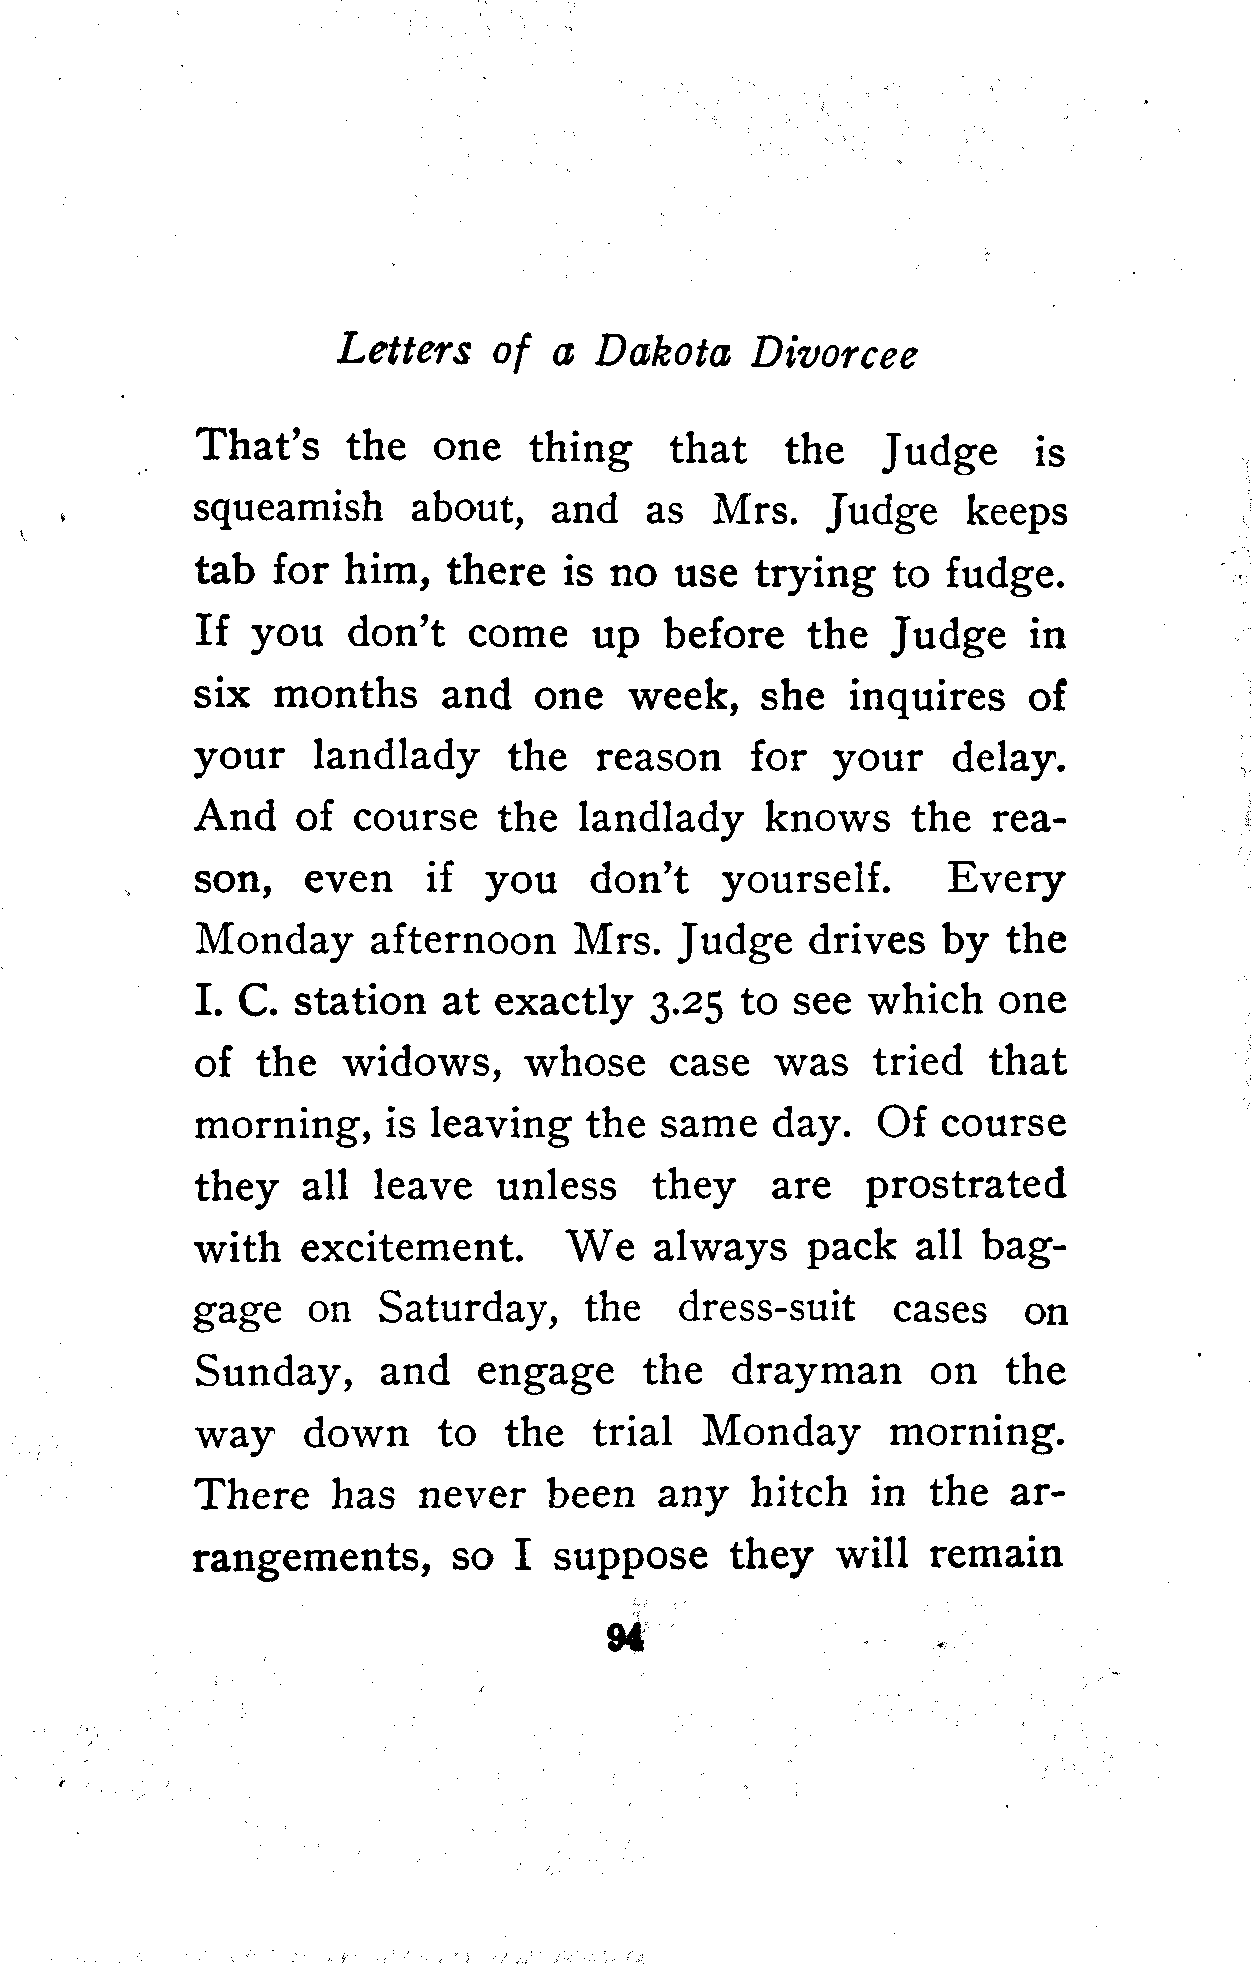 Letters of a Dakota Divorcee
That's the one thing that the Judge is
squeamish about, and as Mrs. Judge keeps
tab for him, there is no use trying to fudge.
If you don't come up before the Judge in
six months and one week, she inquires of
your landlady the reason for your delay.
And of course the landlady knows the rea-
son, even if you don't yourself. Every
Monday afternoon Mrs. Judge drives by the
I. C. station at exactly 3.25 to see which one
of the widows, whose case was tried that
morning, is leaving the same day. Of course
they all leave unless they are prostrated
with excitement. We always pack all bag-
gage on Saturday, the dress-suit cases on
Sunday, and engage the drayman on the
way down to the trial Monday morning.
There has never been any hitch in the ar-
rangements, so I suppose they will remain
94